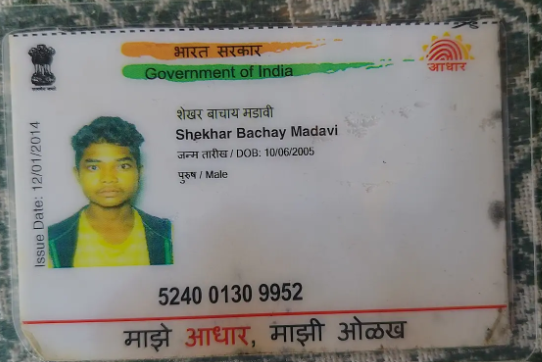 भारत सरकार
Government of India
आधार
Issue Date: 12/01/2014
शेखर बाचाय मडावी
Shekhar Bachay Madavi
जन्म तारीख / DOB: 10/06/2005
पुरुष / Male
5240 0130 9952
माझे आधार, माझी ओळख